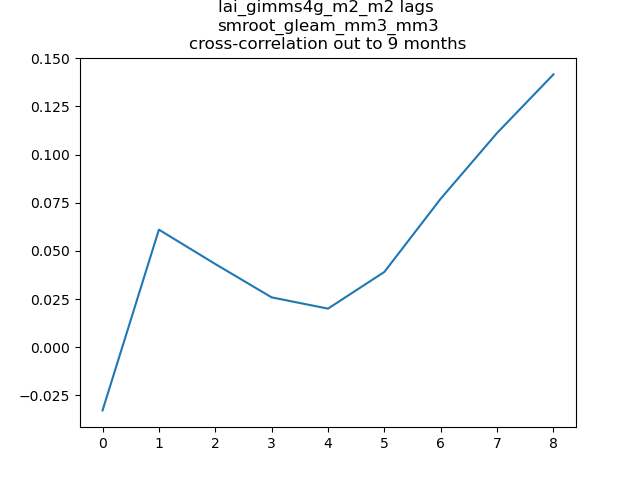 lai_gimms4g_m2_m2 lags
smroot_gleam_mm3_mm3
cross-correlation out to 9 months
0.150
0.125
0.100
0.075
0.050
0.025
0.000
−0.025
0 1 2 3 4 5 6 7 8